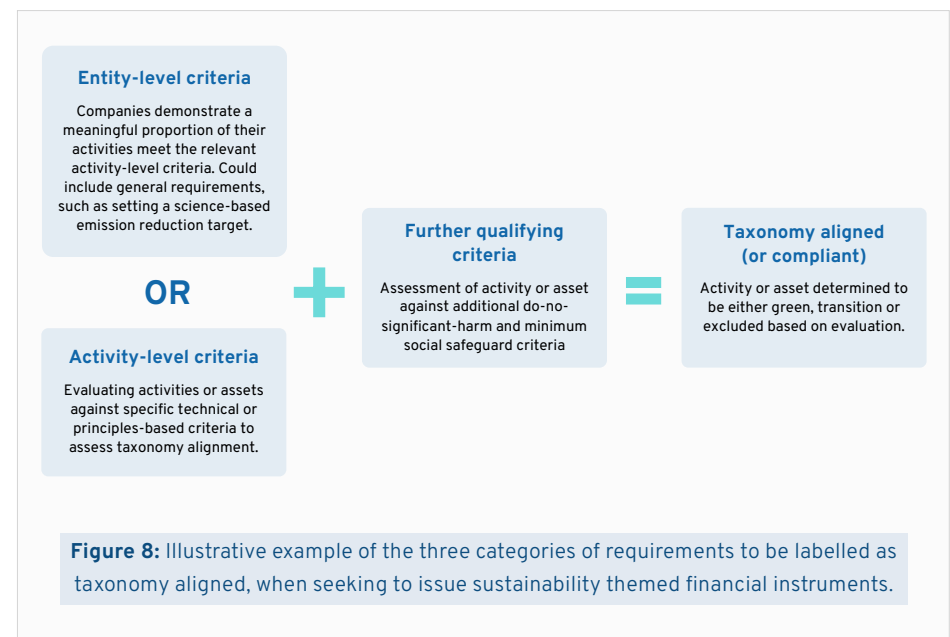 Entity-level criteria
Companies demonstrate a
meaningful proportion of their
activities meet the relevant
activity-level criteria. Could
include general requirements,
such as setting a science-based
emission reduction target.
OR
Activity-level criteria
Evaluating activities or assets
against specific technical or
principles-based criteria to
assess taxonomy alignment.
+
Further qualifying
criteria
Assessment of activity or asset
against additional do-no-
significant-harm and minimum
social safeguard criteria
=
Taxonomy aligned
(or compliant)
Activity or asset determined to
be either green, transition or
excluded based on evaluation.
Figure 8: Illustrative example of the three categories of requirements to be labelled as
taxonomy aligned, when seeking to issue sustainability themed financial instruments.